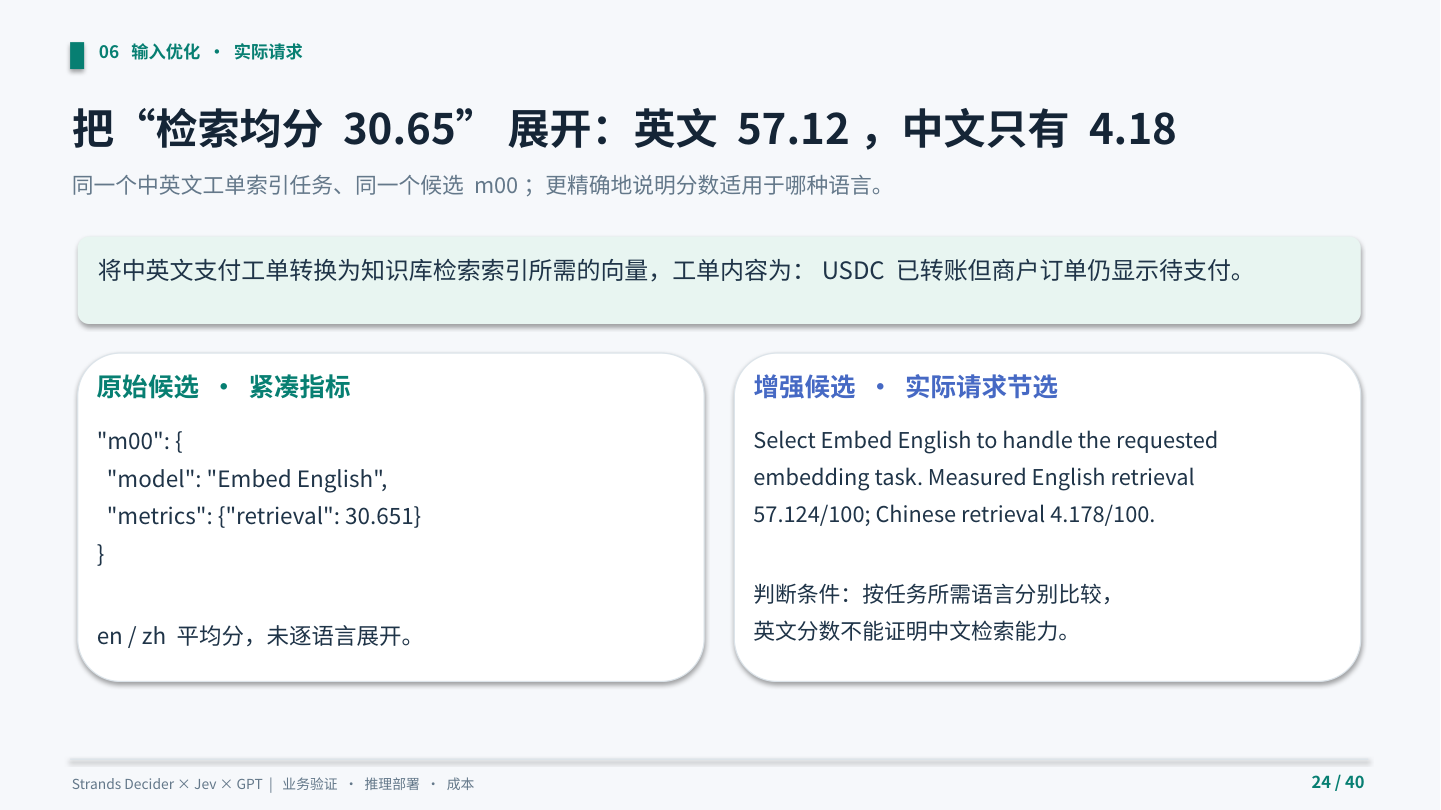 06 输入优化 · 实际请求
把“检索均分 30.65” 展开：英文 57.12 ，中文只有 4.18
同一个中英文工单索引任务、同一个候选 m00 ；更精确地说明分数适用于哪种语言。
将中英文支付工单转换为知识库检索索引所需的向量，工单内容为： USDC 已转账但商户订单仍显示待支付。
原始候选 · 紧凑指标
"m00": {
"model": "Embed English",
"metrics": {"retrieval": 30.651}
}
en / zh 平均分，未逐语言展开。
增强候选 · 实际请求节选
Select Embed English to handle the requested
embedding task. Measured English retrieval
57.124/100; Chinese retrieval 4.178/100.
判断条件：按任务所需语言分别比较，
英文分数不能证明中文检索能力。
Strands Decider × Jev × GPT | 业务验证 · 推理部署 · 成本
24 / 40